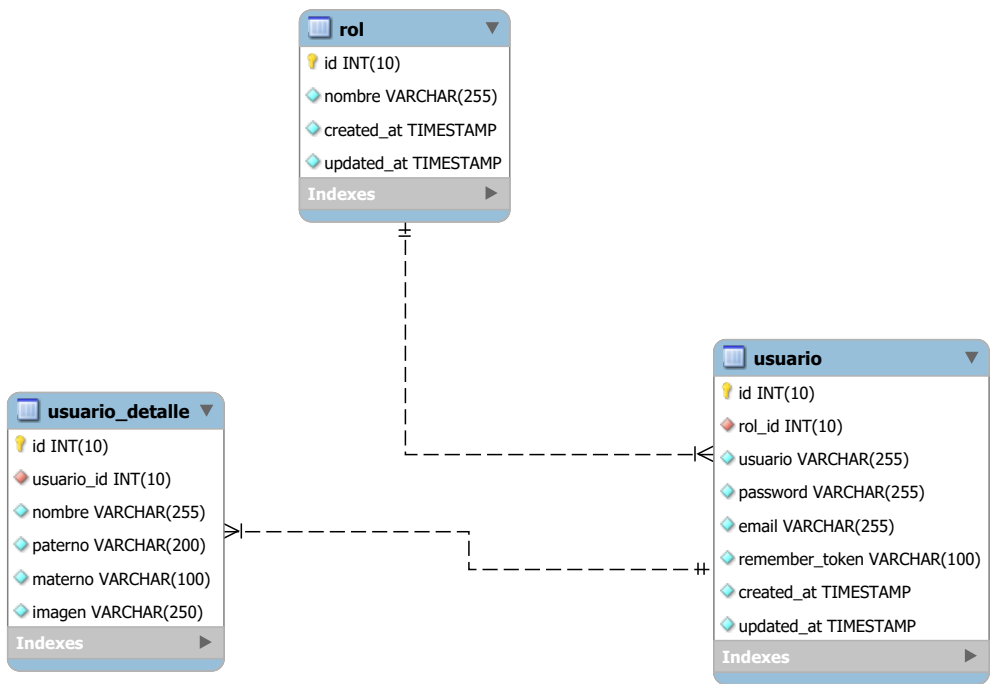 rol
id INT(10)
nombre VARCHAR(255)
created_at TIMESTAMP
updated_at TIMESTAMP
Indexes
usuario
id INT(10)
rol_id INT(10)
usuario VARCHAR(255)
password VARCHAR(255)
email VARCHAR(255)
remember_token VARCHAR(100)
created_at TIMESTAMP
updated_at TIMESTAMP
Indexes
usuario_detalle
id INT(10)
usuario_id INT(10)
nombre VARCHAR(255)
paterno VARCHAR(200)
materno VARCHAR(100)
imagen VARCHAR(250)
Indexes